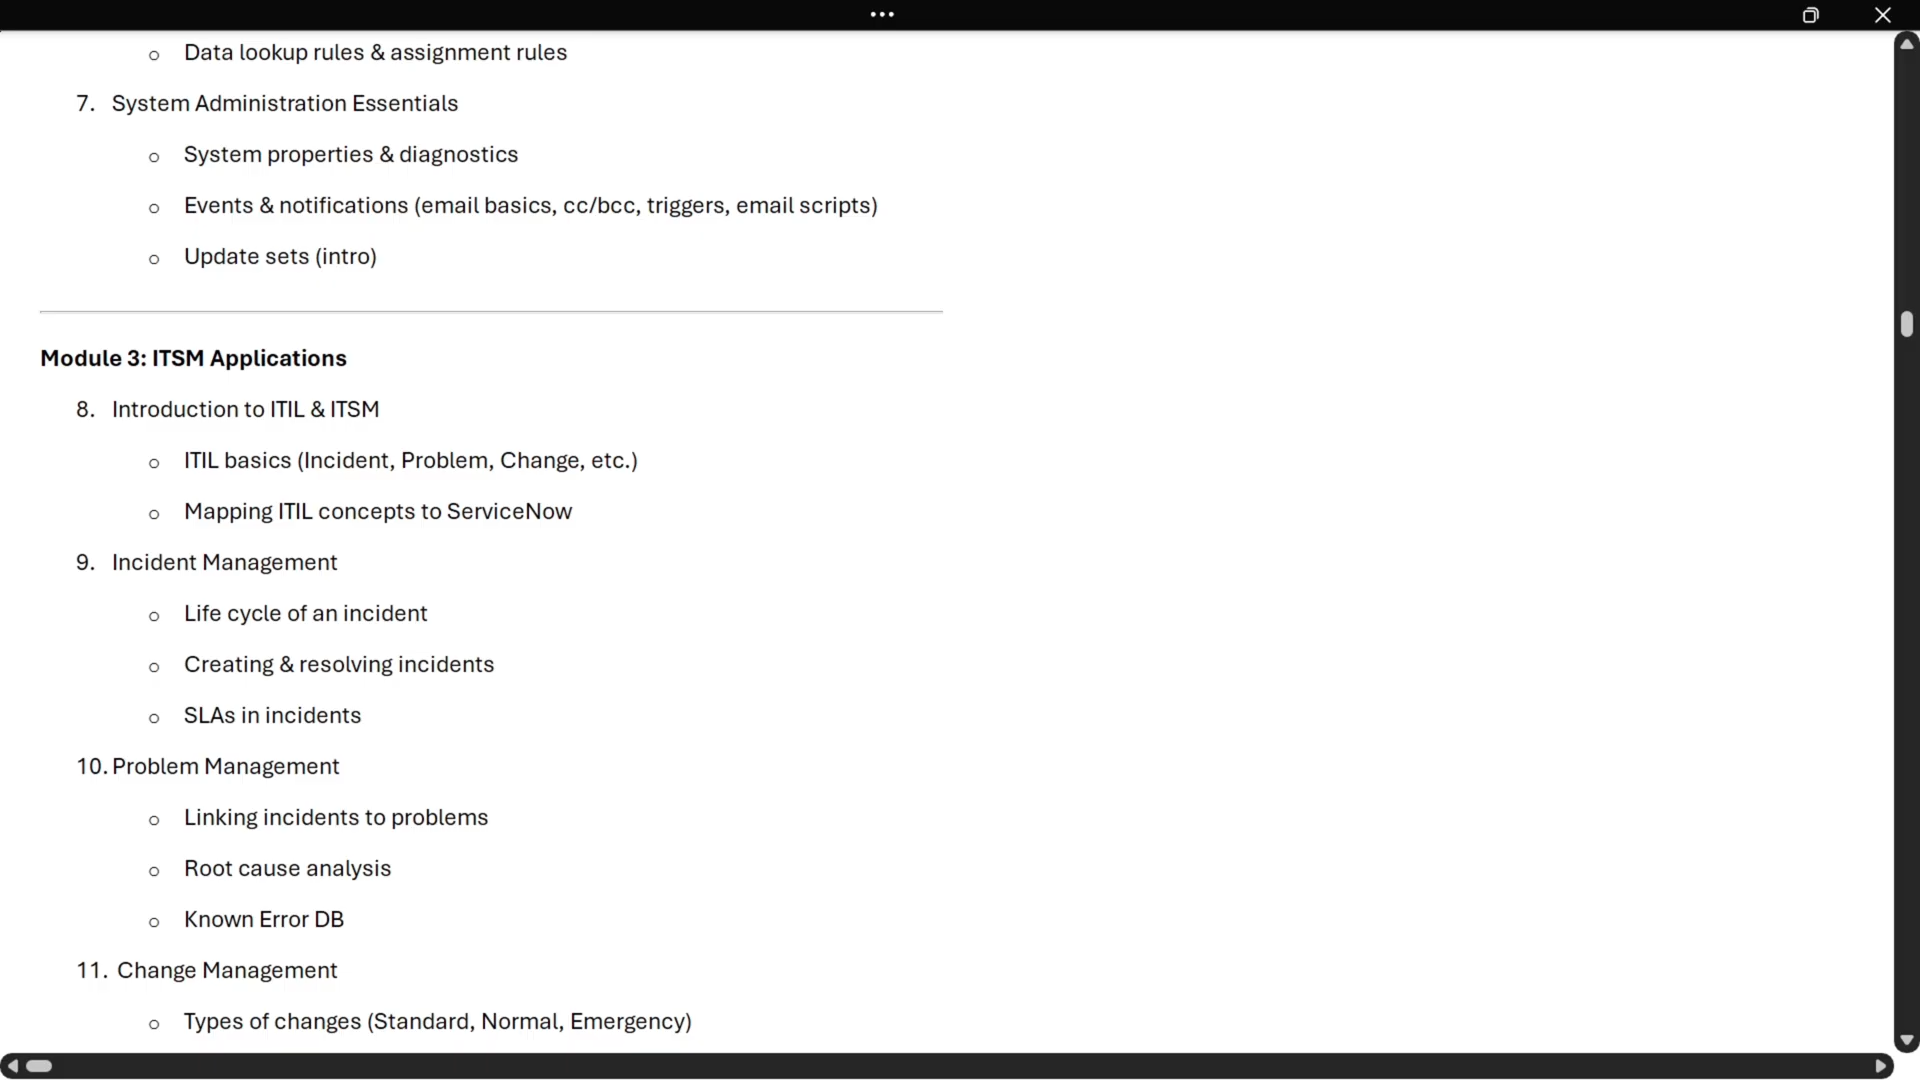 o Data lookup rules & assignment rules
7. System Administration Essentials
o System properties & diagnostics
o Events & notifications (email basics, cc/bcc, triggers, email scripts)
o Update sets (intro)
Module 3: ITSM Applications
8. Introduction to ITIL & ITSM
o ITIL basics (Incident, Problem, Change, etc.)
o Mapping ITIL concepts to ServiceNow
9. Incident Management
o Life cycle of an incident
o Creating & resolving incidents
o SLAs in incidents
10. Problem Management
o Linking incidents to problems
o Root cause analysis
o Known Error DB
11. Change Management
o Types of changes (Standard, Normal, Emergency)